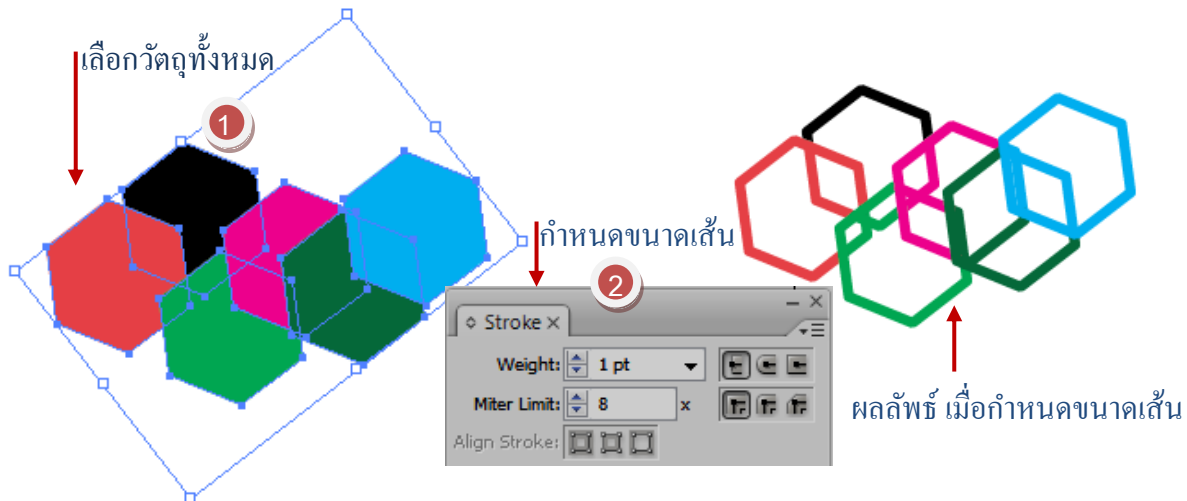 เลือกวัตถุทั้งหมด
1
กำหนดขนาดเส้น
2
Stroke
Weight: 1 pt
Miter Limit: 8 x
Align Stroke:
ผลลัพธ์ เมื่อกำหนดขนาดเส้น